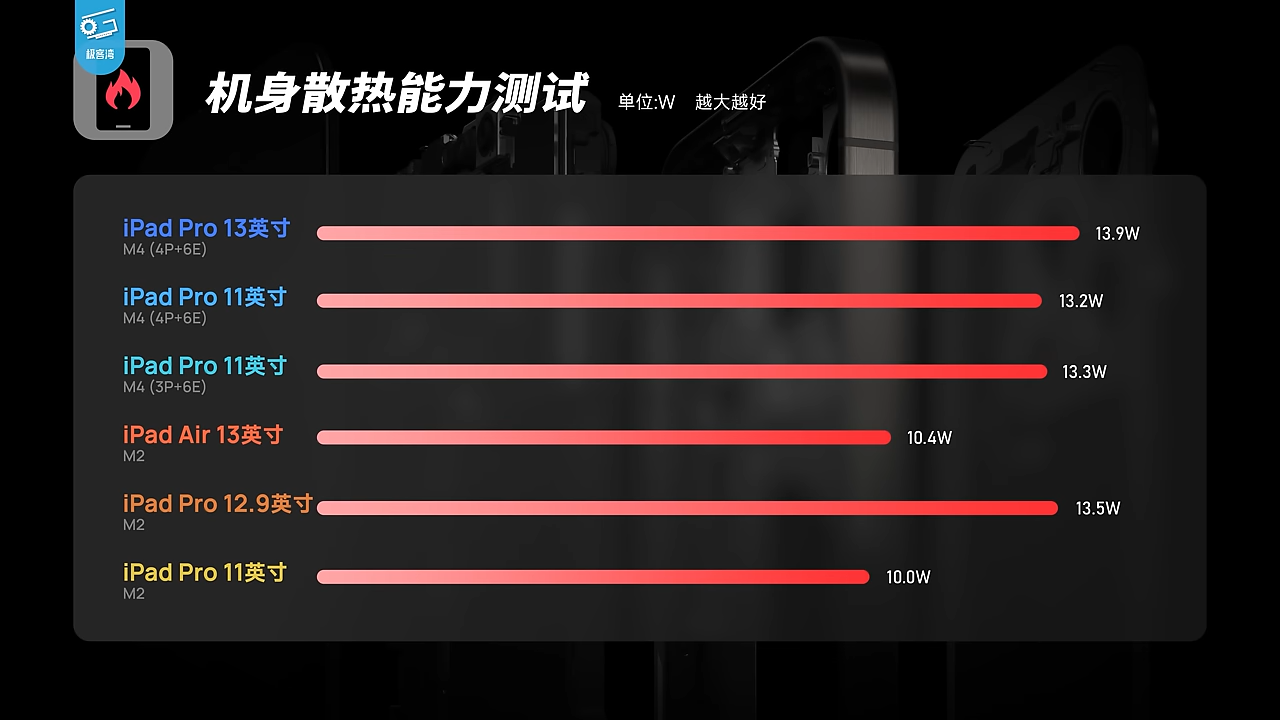 极客湾
机身散热能力测试 单位:W 越大越好
iPad Pro 13英寸
M4 (4P+6E)
13.9W
iPad Pro 11英寸
M4 (4P+6E)
13.2W
iPad Pro 11英寸
M4 (3P+6E)
13.3W
iPad Air 13英寸
M2
10.4W
iPad Pro 12.9英寸
M2
13.5W
iPad Pro 11英寸
M2
10.0W